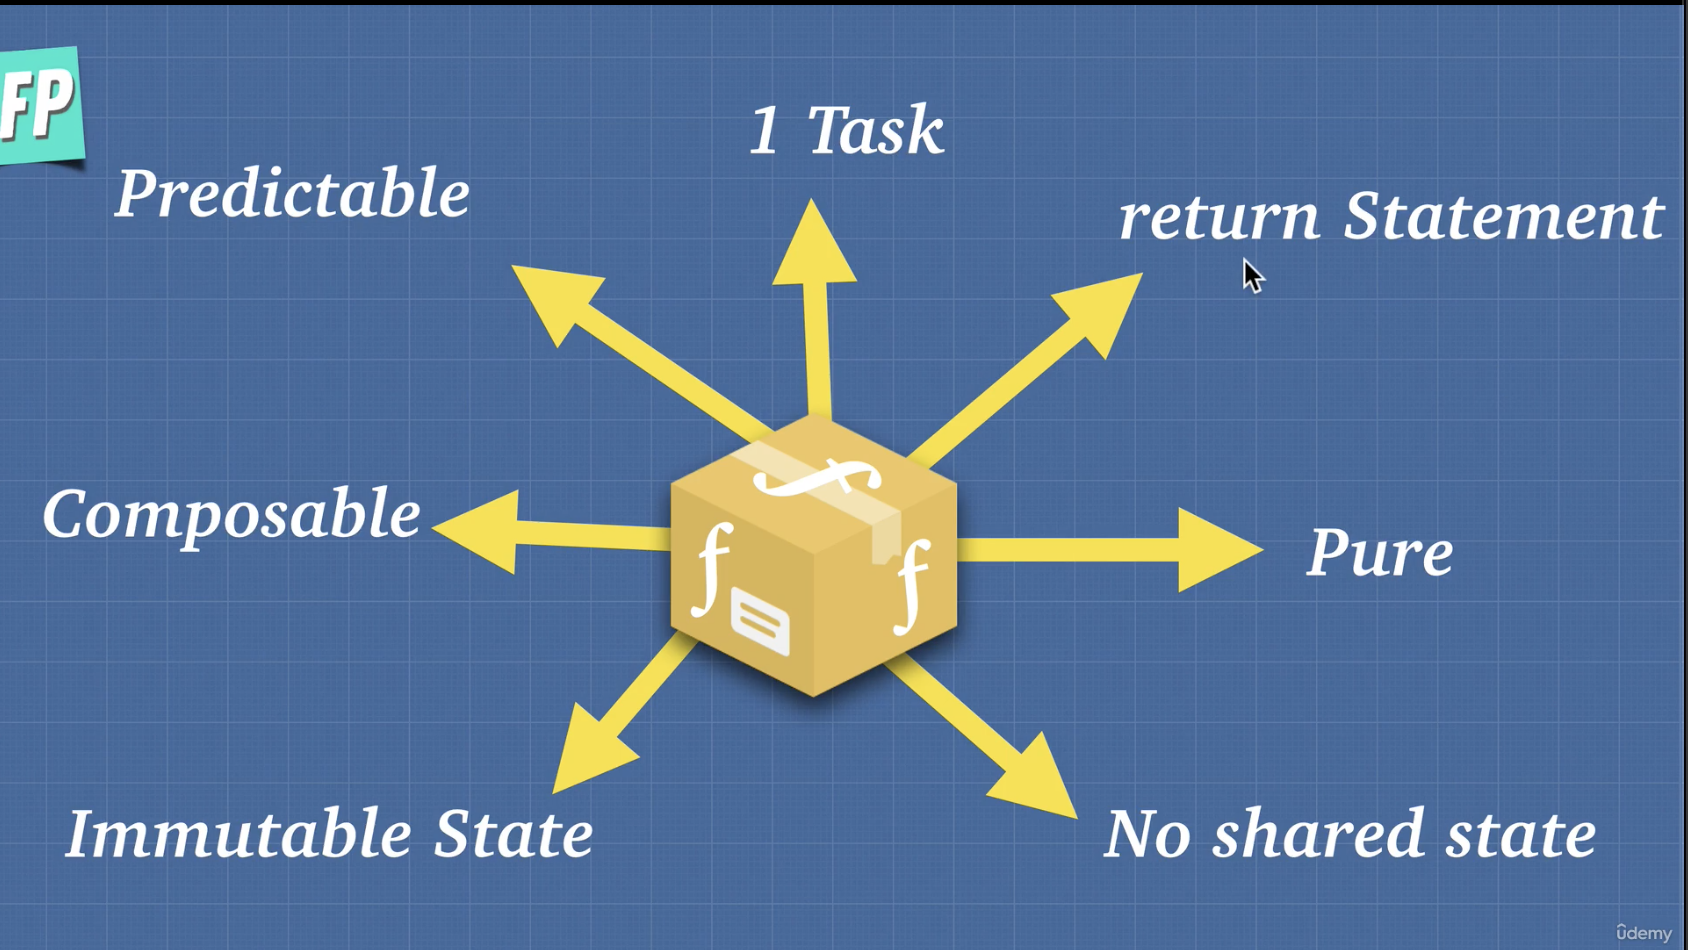 FP
1 Task
Predictable
return Statement
Composable
Pure
f
f
f
Immutable State
No shared state
ûdemy